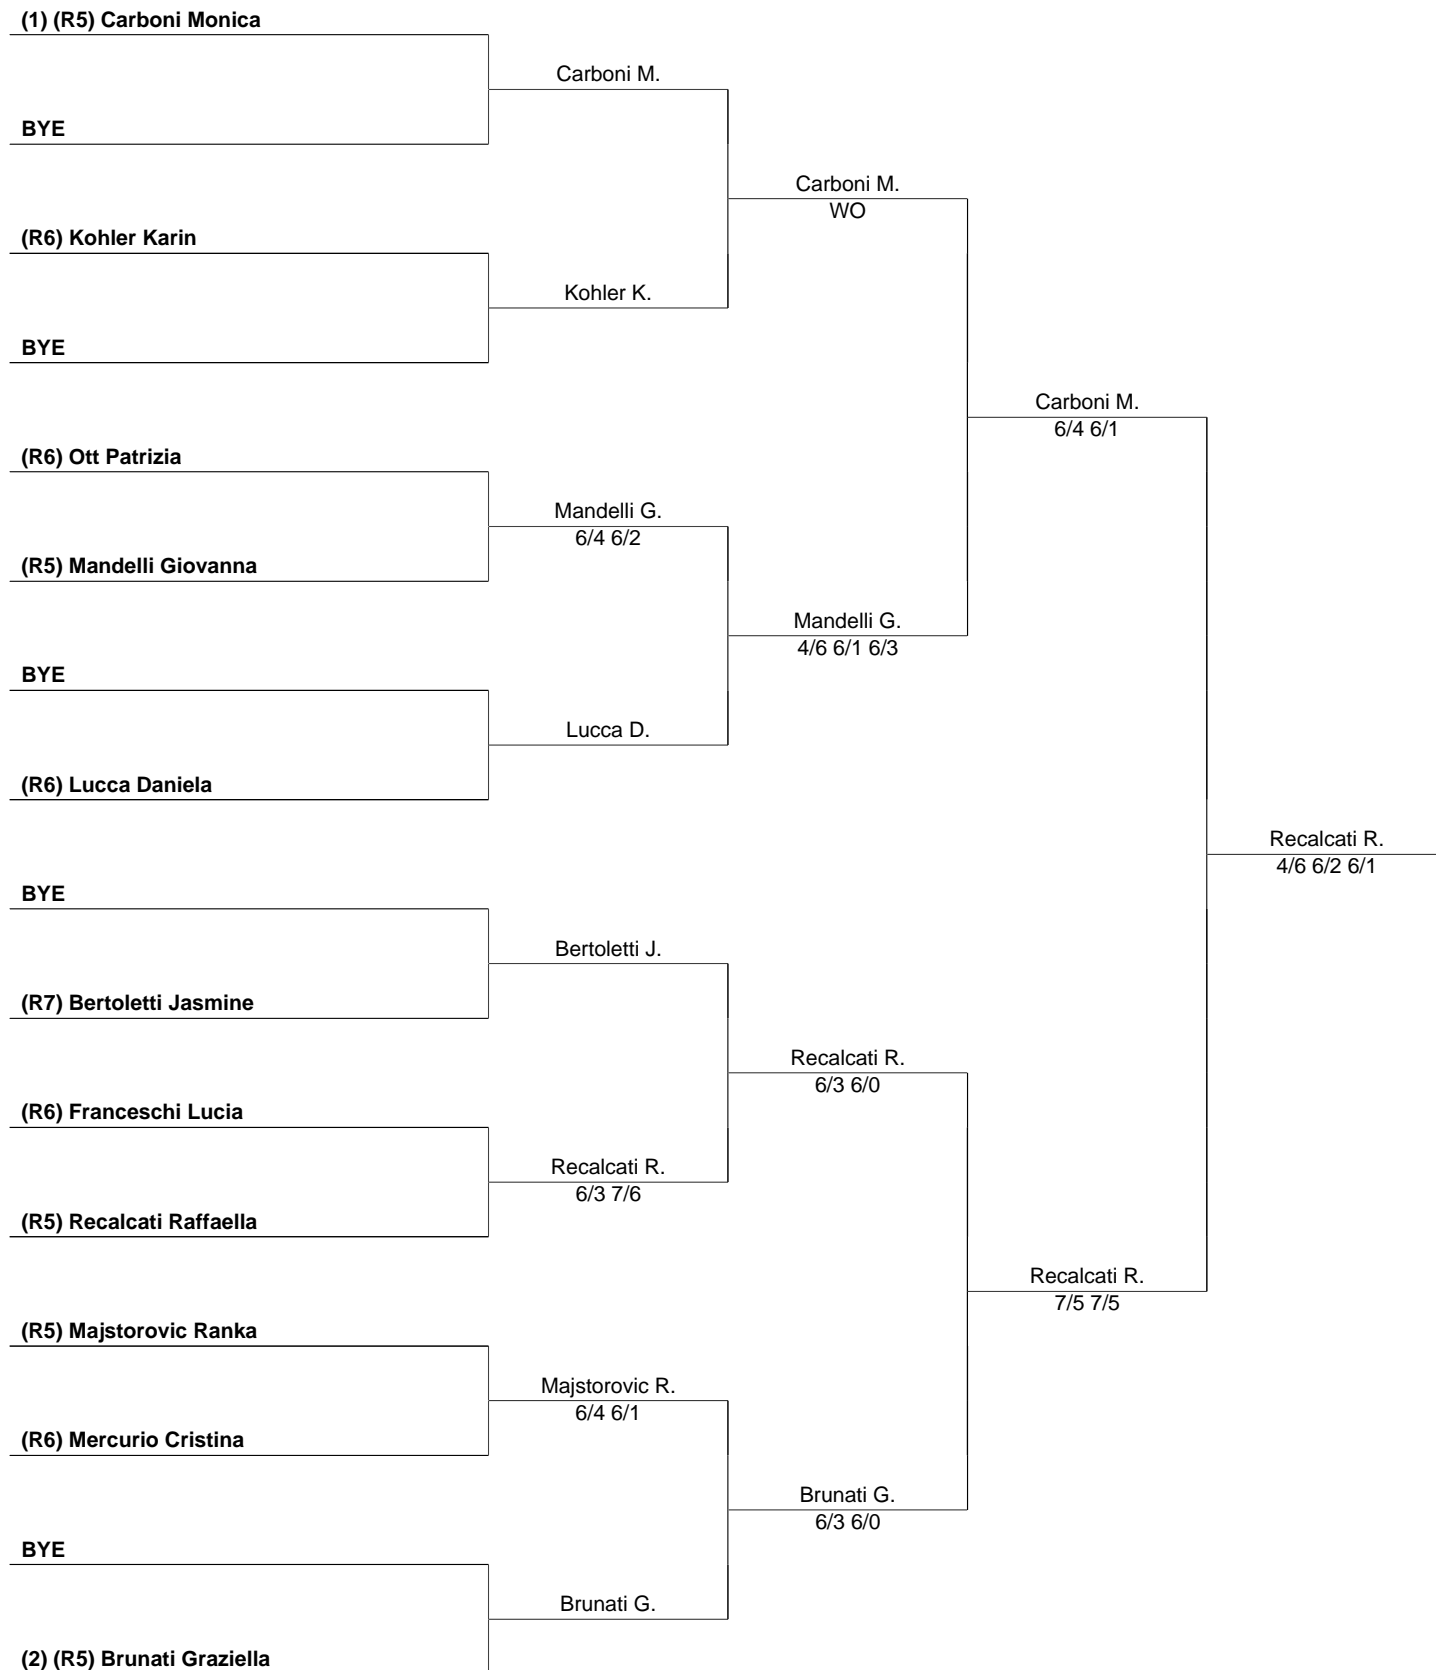 (1) (R5) Carboni Monica
Carboni M.
BYE
Carboni M.
WO
(R6) Kohler Karin
Kohler K.
BYE
Carboni M.
6/4 6/1
(R6) Ott Patrizia
Mandelli G.
6/4 6/2
(R5) Mandelli Giovanna
Mandelli G.
4/6 6/1 6/3
BYE
Lucca D.
(R6) Lucca Daniela
Recalcati R.
4/6 6/2 6/1
BYE
Bertoletti J.
(R7) Bertoletti Jasmine
Recalcati R.
6/3 6/0
(R6) Franceschi Lucia
Recalcati R.
6/3 7/6
(R5) Recalcati Raffaella
Recalcati R.
7/5 7/5
(R5) Majstorovic Ranka
Majstorovic R.
6/4 6/1
(R6) Mercurio Cristina
Brunati G.
6/3 6/0
BYE
Brunati G.
(2) (R5) Brunati Graziella